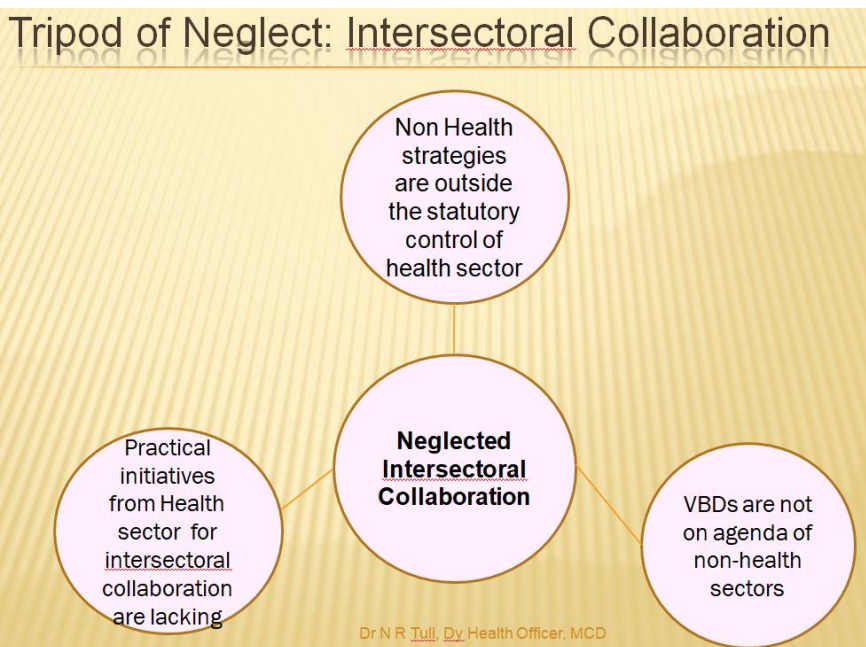 Tripod of Neglect: Intersectoral Collaboration
Non Health
strategies
are outside
the statutory
control of
health sector
Neglected
Intersectoral
Collaboration
Practical
initiatives
from Health
sector for
intersectoral
collaboration
are lacking
VBDs are not
on agenda of
non-health
sectors
Dr N R Tuli, Dy Health Officer, MCD